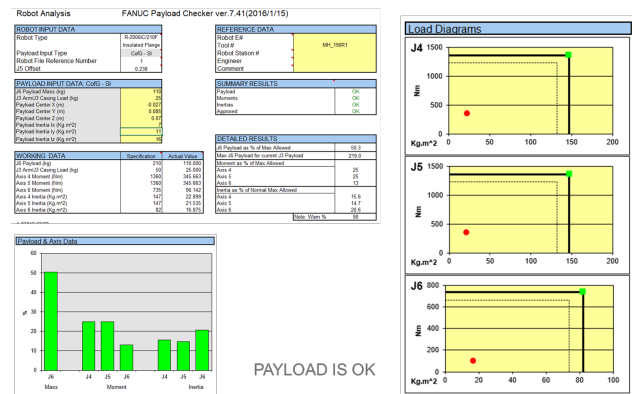 Robot Analysis FANUC Payload Checker ver.7.41(2016/1/15)
ROBOT INPUT DATA
Robot Type R-2000iC/210F
Insulated Flange
Payload Input Type CofG - SI
Robot File Reference Number 1
J5 Offset 0.238
REFERENCE DATA
Robot E#
Tool # MH_190R1
Robot Station #
Engineer
Comment
PAYLOAD INPUT DATA: CofG - SI
J6 Payload Mass (kg) 110
J3 Arm/J3 Casing Load (kg) 25
Payload Center X (m) -0.027
Payload Center Y (m) 0.085
Payload Center Z (m) 0.07
Payload Inertia Ix (Kg.m^2) 7
Payload Inertia Iy (Kg.m^2) 11
Payload Inertia Iz (Kg.m^2) 16
SUMMARY RESULTS
Payload OK
Moments OK
Inertias OK
Approved OK
DETAILED RESULTS
J6 Payload as % of Max Allowed 50.3
Max J6 Payload for current J3 Payload 219.0
Moment as % of Max Allowed
Axis 4 25
Axis 5 25
Axis 6 13
Inertia as % of Normal Max Allowed
Axis 4 15.6
Axis 5 14.7
Axis 6 20.6
Note: Warn % 90
WORKING DATA Specification Actual Value
J6 Payload (kg) 210 110.000
J3 Arm/J3 Casing Load (kg) 50 25.000
Axis 4 Moment (Nm) 1360 345.663
Axis 5 Moment (Nm) 1360 345.663
Axis 6 Moment (Nm) 735 96.142
Axis 4 Inertia (Kg.m^2) 147 22.899
Axis 5 Inertia (Kg.m^2) 147 21.535
Axis 6 Inertia (Kg.m^2) 82 16.875
Payload & Axis Data
60
50
40
30
20
10
0
%
J6 J4 J5 J6 J4 J5 J6
Mass Moment Inertia
PAYLOAD IS OK
Load Diagrams
J4
1500
1000
500
0
Nm
Kg.m^2 0 50 100 150 200
J5
1500
1000
500
0
Nm
Kg.m^2 0 50 100 150 200
J6
800
600
400
200
0
Nm
Kg.m^2 0 20 40 60 80 100